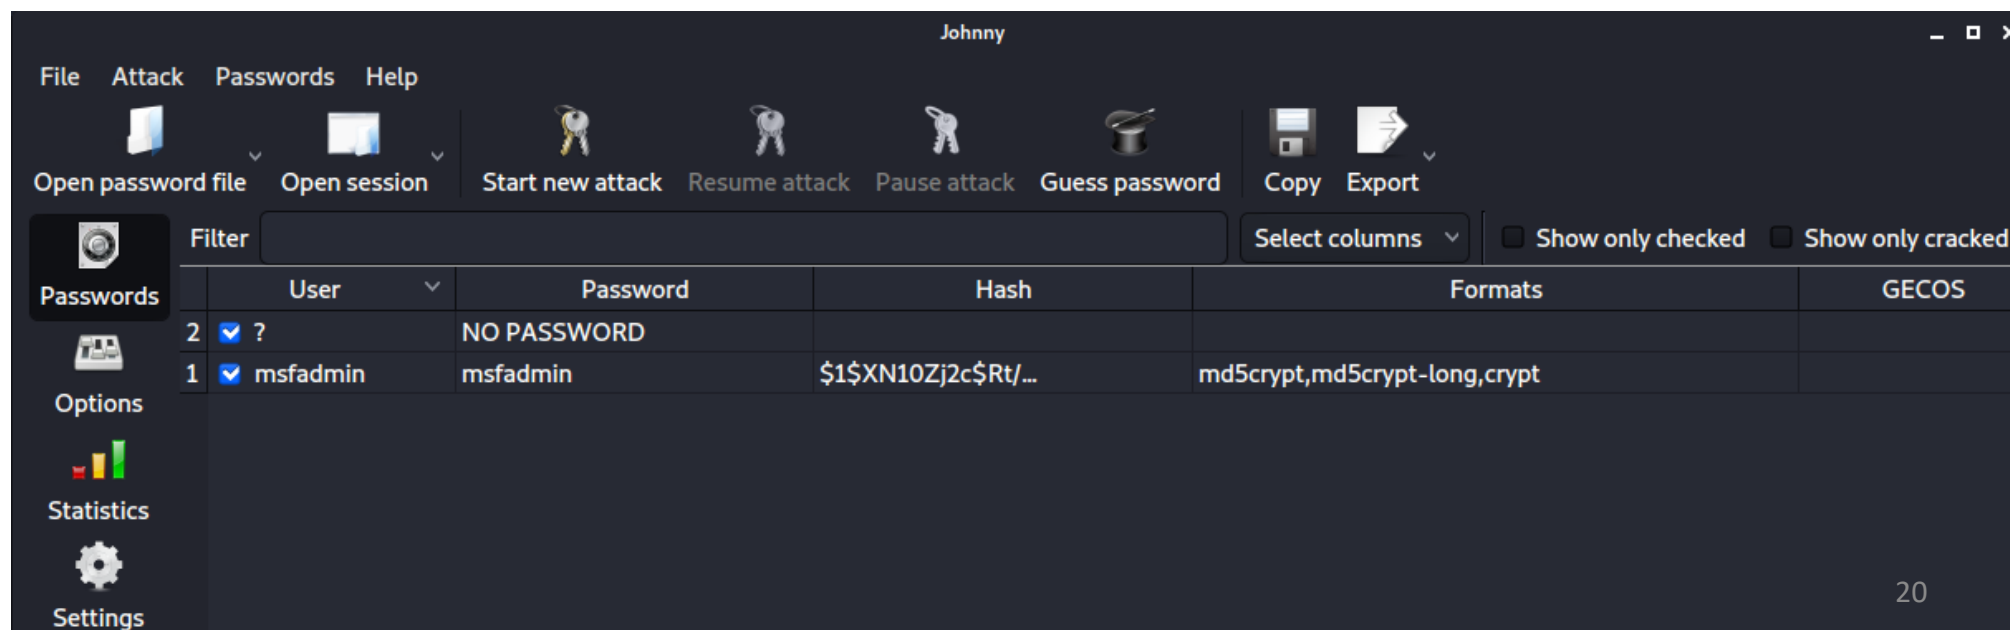 Johnny
File Attack Passwords Help
Open password file Open session Start new attack Resume attack Pause attack Guess password Copy Export
Filter Select columns Show only checked Show only cracked
Passwords
User Password Hash Formats GECOS
2 ? NO PASSWORD
1 msfadmin msfadmin $1$XN10Zj2c$Rt/... md5crypt,md5crypt-long,crypt
Options
Statistics
Settings
20